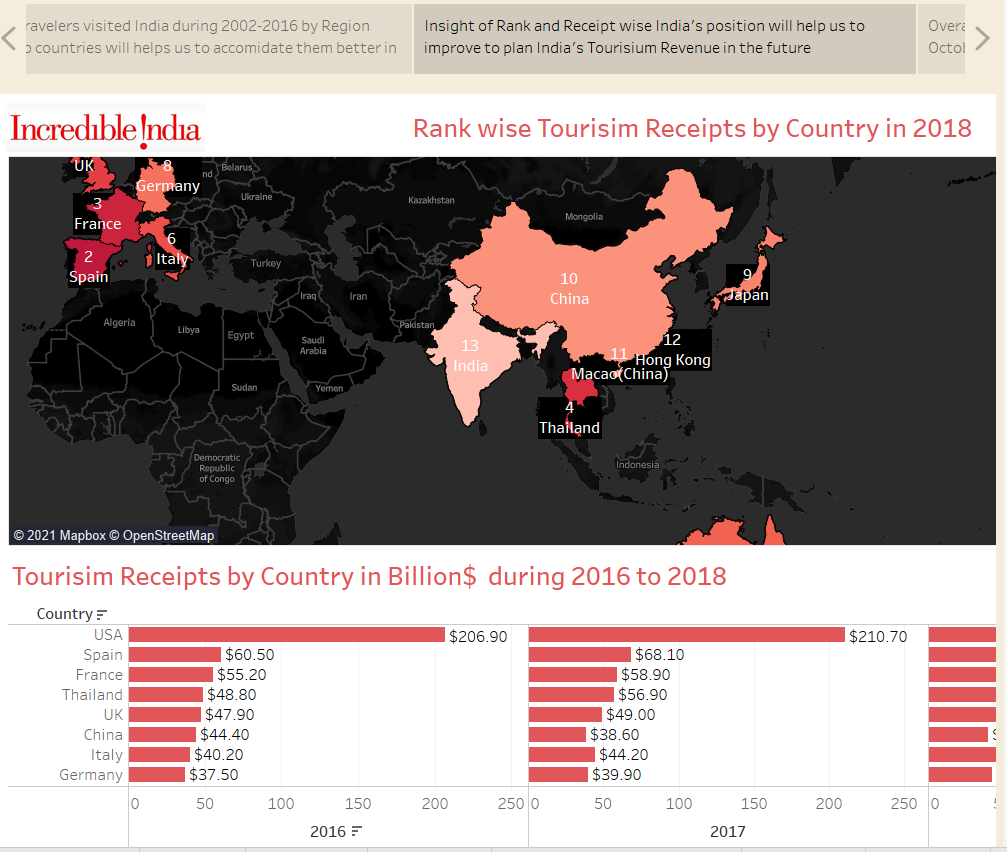 ravelers visited India during 2002-2016 by Region
o countries will helps us to accomidate them better in
Insight of Rank and Receipt wise India's position will help us to
improve to plan India's Tourisium Revenue in the future
Overa
Octob
Incredible !ndia
Rank wise Tourisim Receipts by Country in 2018
UK
8
Germany
nd
Belarus
3
France
Ukraine
Kazakhstan
Mongolia
6
Italy
2
Spain
Turkey
Iraq
Iran
10
China
9
Japan
Algeria
Libya
Egypt
Saudi
Arabia
Pakistan
13
India
12
Hong Kong
11
Macao(China)
Sudan
Yemen
4
Thailand
Democratic
Republic
of Congo
Indonesia
© 2021 Mapbox © OpenStreetMap
Tourisim Receipts by Country in Billion$ during 2016 to 2018
Country
USA $206.90 $210.70
Spain $60.50 $68.10
France $55.20 $58.90
Thailand $48.80 $56.90
UK $47.90 $49.00
China $44.40 $38.60
Italy $40.20 $44.20
Germany $37.50 $39.90
0 50 100 150 200 250 0 50 100 150 200 250 0
2016 2017